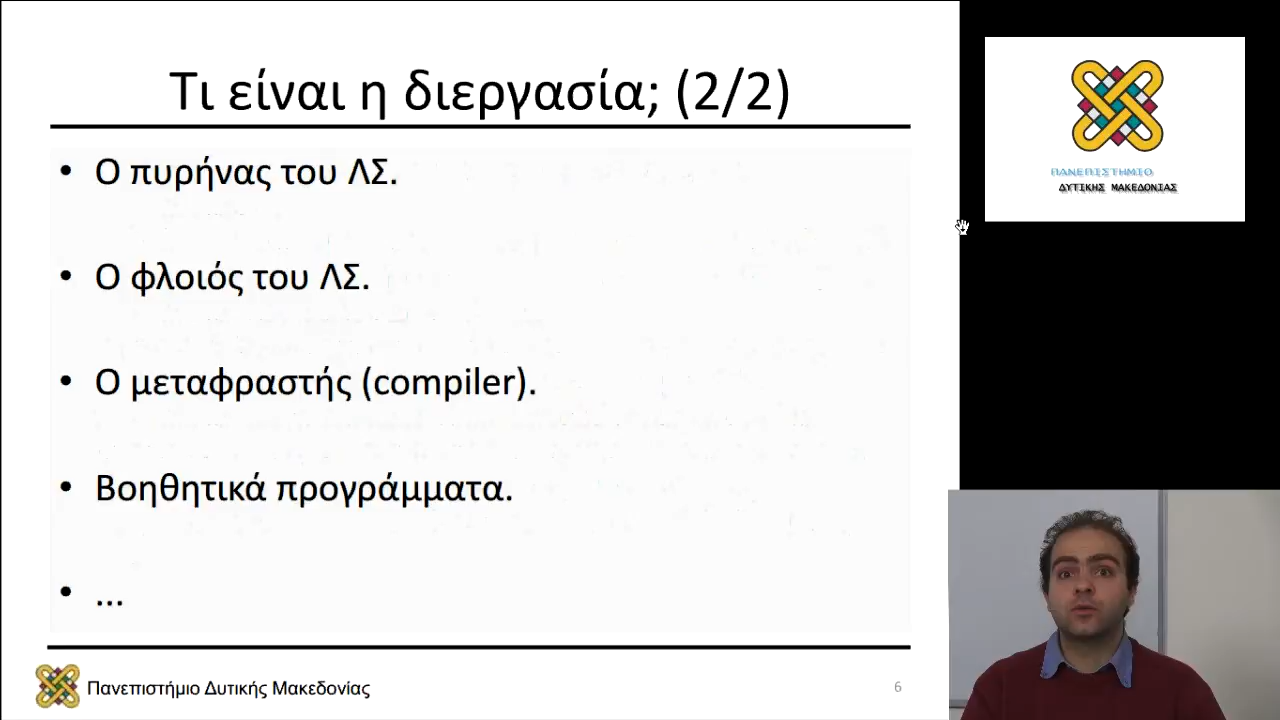 Τι είναι η διεργασία; (2/2)
• Ο πυρήνας του ΛΣ.
• Ο φλοιός του ΛΣ.
• Ο μεταφραστής (compiler).
• Βοηθητικά προγράμματα.
• ...
Πανεπιστήμιο Δυτικής Μακεδονίας
6
ΠΑΝΕΠΙΣΤΗΜΙΟ
ΔΥΤΙΚΗΣ ΜΑΚΕΔΟΝΙΑΣ